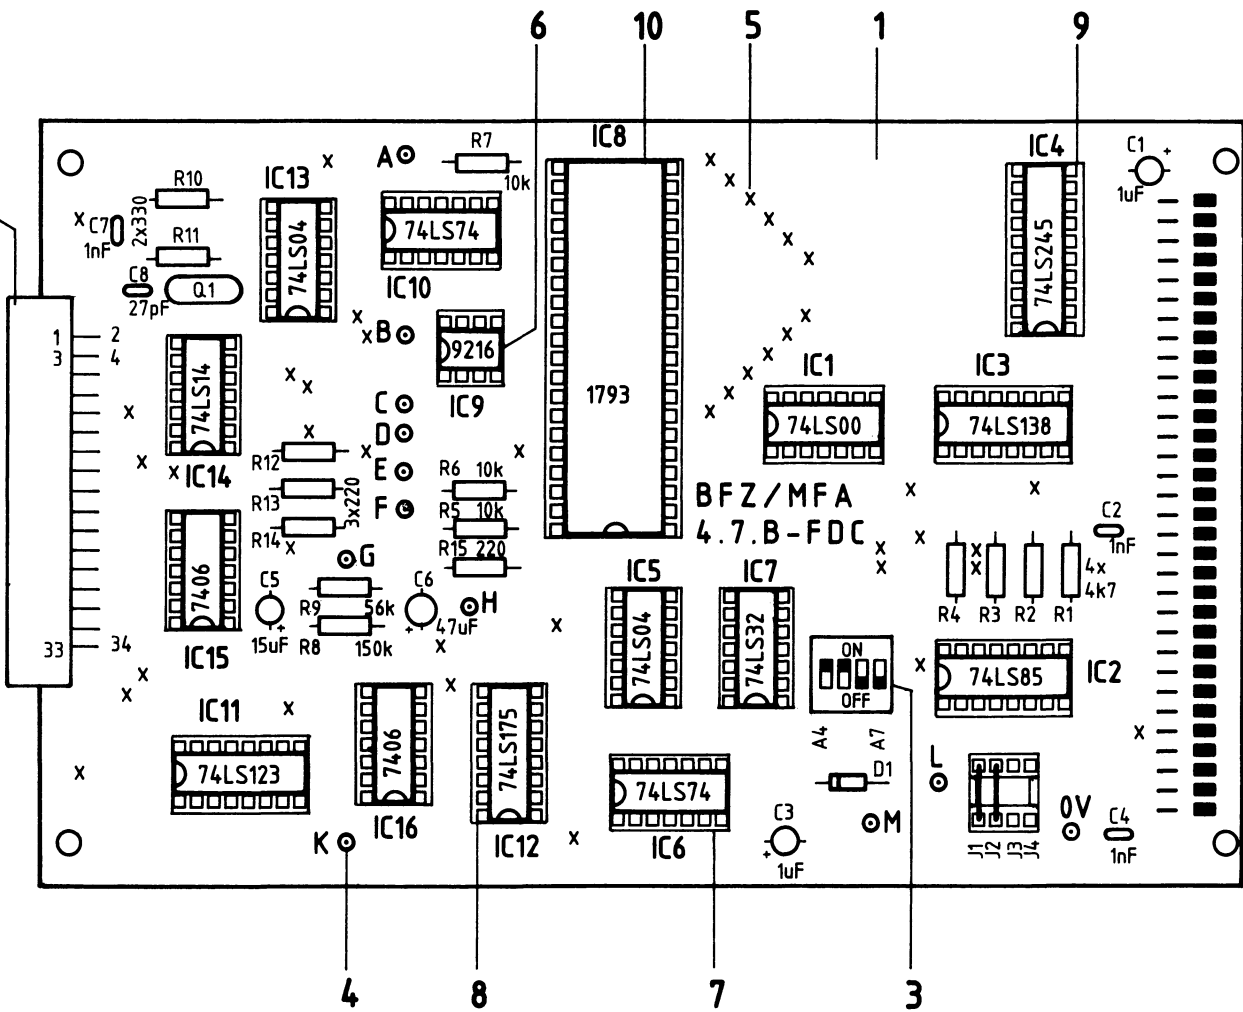 6 10 5 1 9
IC8
R7
A
10k
IC4
C1
+
1uF
IC13
R10
C7
1nF
2x330
R11
74LS04
74LS74
IC10
74LS245
C8
27pF
Q1
1 2
3 4
B
9216
IC9
1793
IC1
IC3
74LS14
C
D
74LS00
74LS138
R12
IC14
E
R6 10k
R13
3x220
F
R5 10k
R14
R15 220
BFZ/MFA
4.7.B-FDC
C2
1nF
G
7406
C5
+
15uF
R9 56k
R8 150k
C6
+
47uF
H
IC5
IC7
74LS04
74LS32
R4 R3 R2 R1
4x
4k7
33 34
IC15
ON
OFF
74LS85
IC2
IC11
74LS123
7406
IC16
74LS175
IC12
74LS74
IC6
A4
A7
D1
L
M
0V
C3
+
1uF
J1
J2
J3
J4
C4
1nF
K
4 8 7 3